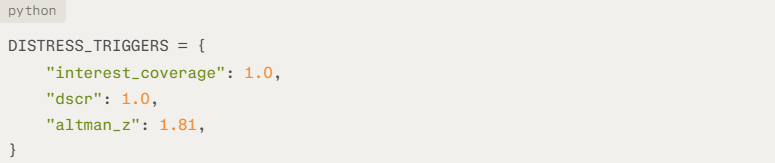 python
DISTRESS_TRIGGERS = {
    "interest_coverage": 1.0,
    "dscr": 1.0,
    "altman_z": 1.81,
}